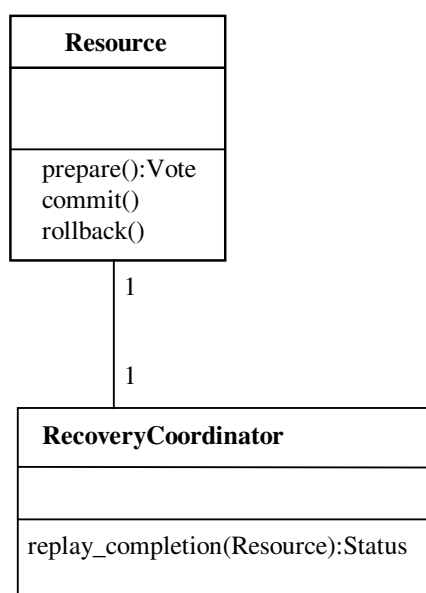 Resource
prepare():Vote
commit()
rollback()
1
1
RecoveryCoordinator
replay_completion(Resource):Status